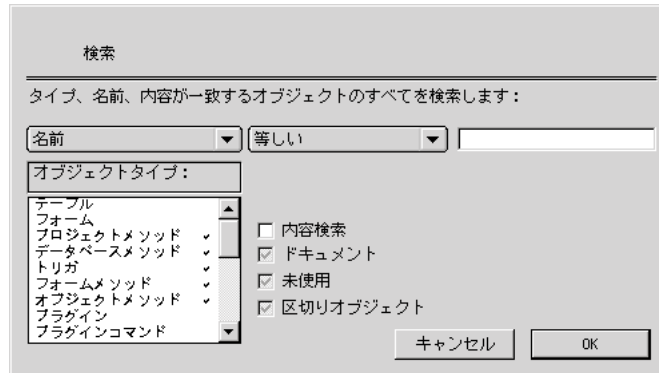 検索
タイプ、名前、内容が一致するオブジェクトのすべてを検索します：
名前 等しい
オブジェクトタイプ：
テーブル
フォーム
プロジェクトメソッド
データベースメソッド
トリガ
フォームメソッド
オブジェクトメソッド
プラグイン
プラグインコマンド
内容検索
ドキュメント
未使用
区切りオブジェクト
キャンセル OK